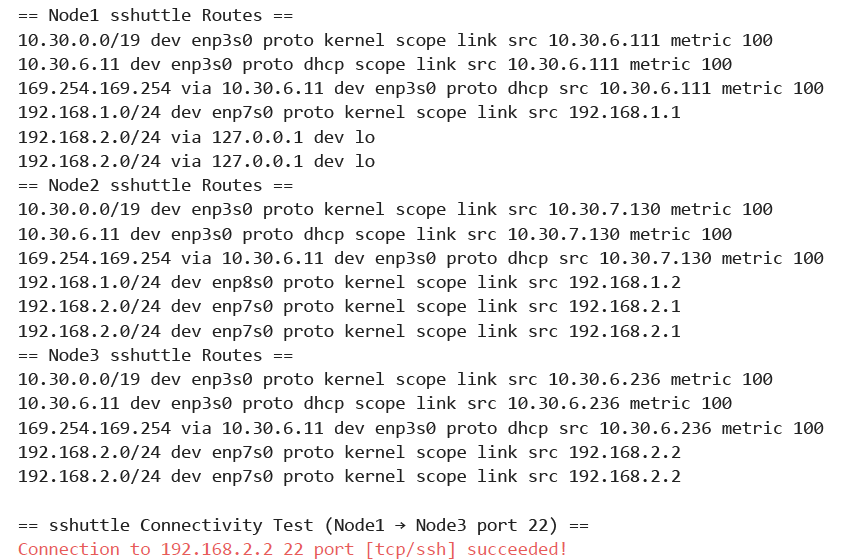 == Node1 sshuttle Routes ==
10.30.0.0/19 dev enp3s0 proto kernel scope link src 10.30.6.111 metric 100
10.30.6.11 dev enp3s0 proto dhcp scope link src 10.30.6.111 metric 100
169.254.169.254 via 10.30.6.11 dev enp3s0 proto dhcp src 10.30.6.111 metric 100
192.168.1.0/24 dev enp7s0 proto kernel scope link src 192.168.1.1
192.168.2.0/24 via 127.0.0.1 dev lo
192.168.2.0/24 via 127.0.0.1 dev lo
== Node2 sshuttle Routes ==
10.30.0.0/19 dev enp3s0 proto kernel scope link src 10.30.7.130 metric 100
10.30.6.11 dev enp3s0 proto dhcp scope link src 10.30.7.130 metric 100
169.254.169.254 via 10.30.6.11 dev enp3s0 proto dhcp src 10.30.7.130 metric 100
192.168.1.0/24 dev enp8s0 proto kernel scope link src 192.168.1.2
192.168.2.0/24 dev enp7s0 proto kernel scope link src 192.168.2.1
192.168.2.0/24 dev enp7s0 proto kernel scope link src 192.168.2.1
== Node3 sshuttle Routes ==
10.30.0.0/19 dev enp3s0 proto kernel scope link src 10.30.6.236 metric 100
10.30.6.11 dev enp3s0 proto dhcp scope link src 10.30.6.236 metric 100
169.254.169.254 via 10.30.6.11 dev enp3s0 proto dhcp src 10.30.6.236 metric 100
192.168.2.0/24 dev enp7s0 proto kernel scope link src 192.168.2.2
192.168.2.0/24 dev enp7s0 proto kernel scope link src 192.168.2.2
== sshuttle Connectivity Test (Node1 → Node3 port 22) ==
Connection to 192.168.2.2 22 port [tcp/ssh] succeeded!